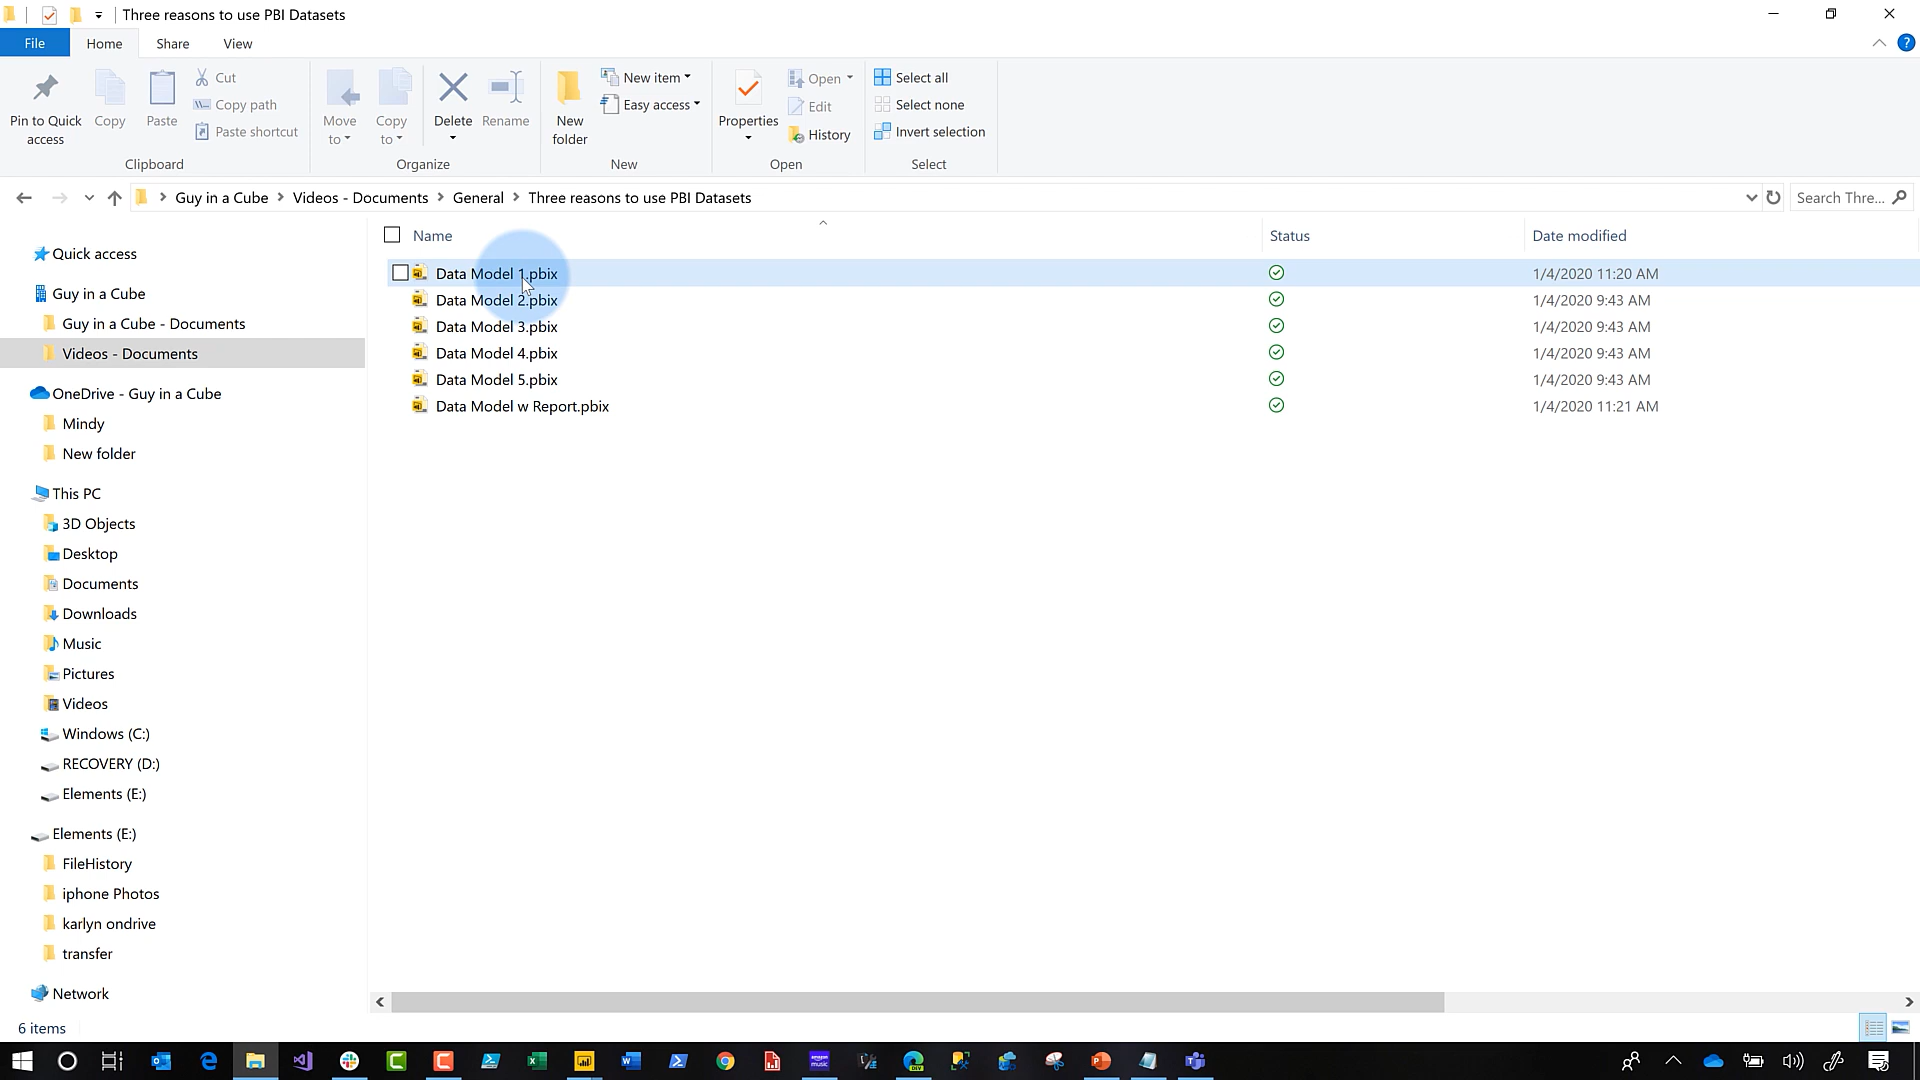 Three reasons to use PBI Datasets
File
Home
Share
View
Pin to Quick access
Copy
Paste
Cut
Copy path
Paste shortcut
Clipboard
Move to
Copy to
Delete
Rename
Organize
New folder
New item
Easy access
New
Properties
Open
Edit
History
Open
Select all
Select none
Invert selection
Select
Guy in a Cube > Videos - Documents > General > Three reasons to use PBI Datasets
Search Thre...
Name Status Date modified
Data Model 1.pbix 1/4/2020 11:20 AM
Data Model 2.pbix 1/4/2020 9:43 AM
Data Model 3.pbix 1/4/2020 9:43 AM
Data Model 4.pbix 1/4/2020 9:43 AM
Data Model 5.pbix 1/4/2020 9:43 AM
Data Model w Report.pbix 1/4/2020 11:21 AM
Quick access
Guy in a Cube
Guy in a Cube - Documents
Videos - Documents
OneDrive - Guy in a Cube
Mindy
New folder
This PC
3D Objects
Desktop
Documents
Downloads
Music
Pictures
Videos
Windows (C:)
RECOVERY (D:)
Elements (E:)
Elements (E:)
FileHistory
iphone Photos
karlyn ondrive
transfer
Network
6 items